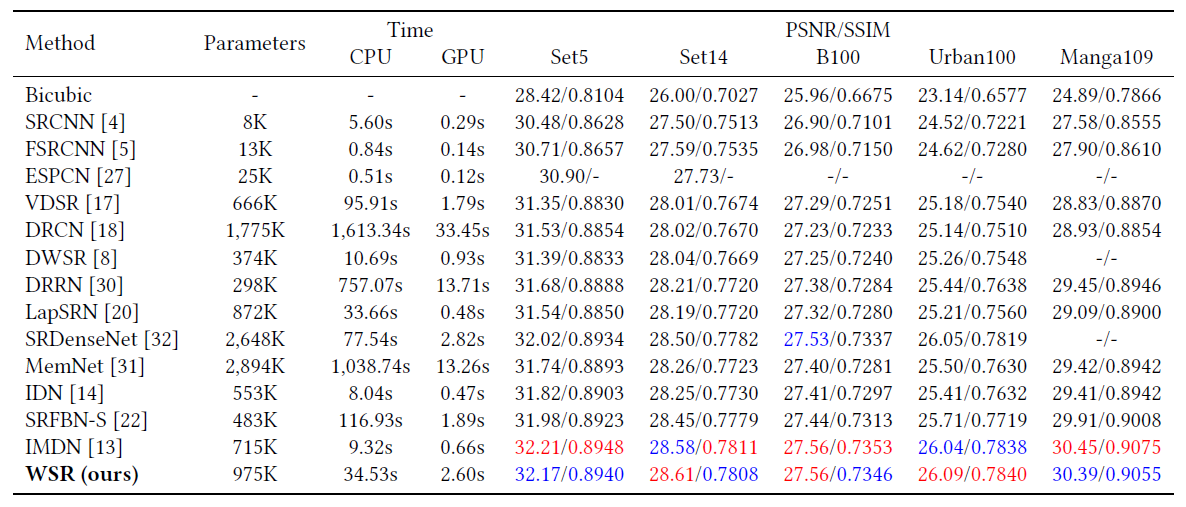 Method Parameters Time PSNR/SSIM
CPU GPU Set5 Set14 B100 Urban100 Manga109
Bicubic - - - 28.42/0.8104 26.00/0.7027 25.96/0.6675 23.14/0.6577 24.89/0.7866
SRCNN [4] 8K 5.60s 0.29s 30.48/0.8628 27.50/0.7513 26.90/0.7101 24.52/0.7221 27.58/0.8555
FSRCNN [5] 13K 0.84s 0.14s 30.71/0.8657 27.59/0.7535 26.98/0.7150 24.62/0.7280 27.90/0.8610
ESPCN [27] 25K 0.51s 0.12s 30.90/- 27.73/- -/- -/- -/-
VDSR [17] 666K 95.91s 1.79s 31.35/0.8830 28.01/0.7674 27.29/0.7251 25.18/0.7540 28.83/0.8870
DRCN [18] 1,775K 1,613.34s 33.45s 31.53/0.8854 28.02/0.7670 27.23/0.7233 25.14/0.7510 28.93/0.8854
DWSR [8] 374K 10.69s 0.93s 31.39/0.8833 28.04/0.7669 27.25/0.7240 25.26/0.7548 -/-
DRRN [30] 298K 757.07s 13.71s 31.68/0.8888 28.21/0.7720 27.38/0.7284 25.44/0.7638 29.45/0.8946
LapSRN [20] 872K 33.66s 0.48s 31.54/0.8850 28.19/0.7720 27.32/0.7280 25.21/0.7560 29.09/0.8900
SRDenseNet [32] 2,648K 77.54s 2.82s 32.02/0.8934 28.50/0.7782 27.53/0.7337 26.05/0.7819 -/-
MemNet [31] 2,894K 1,038.74s 13.26s 31.74/0.8893 28.26/0.7723 27.40/0.7281 25.50/0.7630 29.42/0.8942
IDN [14] 553K 8.04s 0.47s 31.82/0.8903 28.25/0.7730 27.41/0.7297 25.41/0.7632 29.41/0.8942
SRFBN-S [22] 483K 116.93s 1.89s 31.98/0.8923 28.45/0.7779 27.44/0.7313 25.71/0.7719 29.91/0.9008
IMDN [13] 715K 9.32s 0.66s 32.21/0.8948 28.58/0.7811 27.56/0.7353 26.04/0.7838 30.45/0.9075
WSR (ours) 975K 34.53s 2.60s 32.17/0.8940 28.61/0.7808 27.56/0.7346 26.09/0.7840 30.39/0.9055